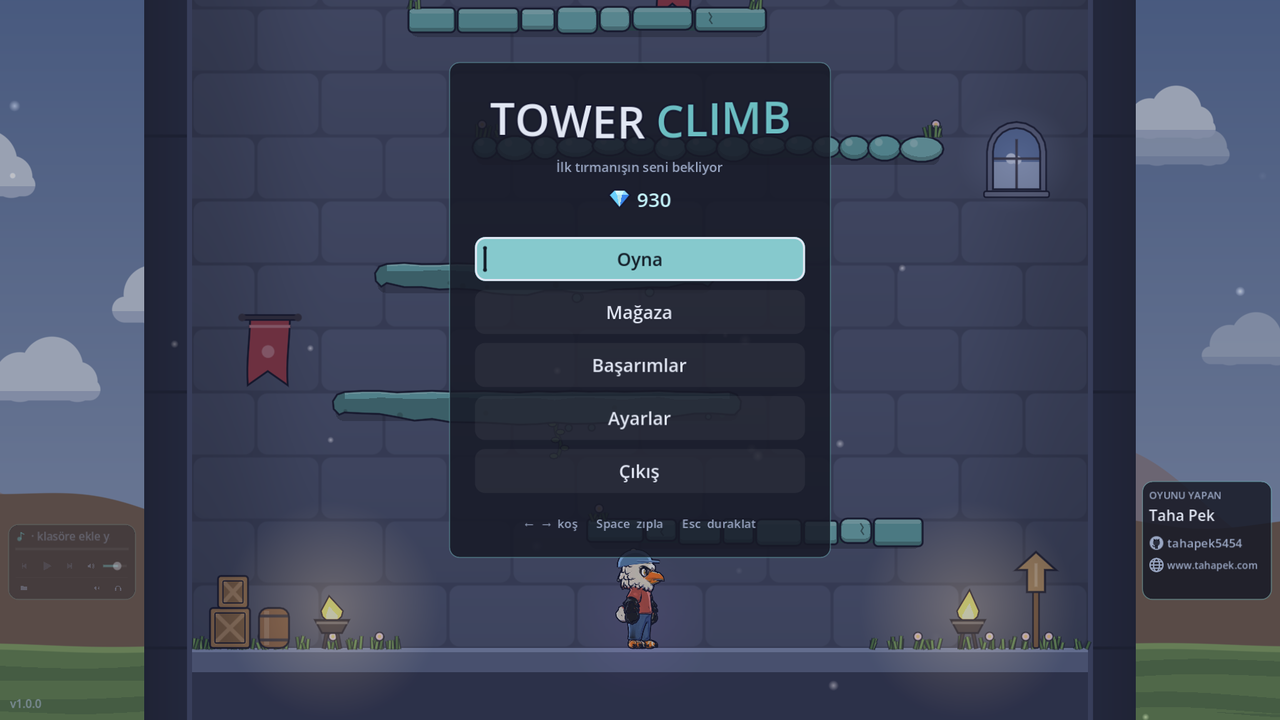 TOWER CLIMB
İlk tırmanışın seni bekliyor
930
Oyna
Mağaza
Başarımlar
Ayarlar
Çıkış
← → koş Space zıpla Esc duraklat
· klasöre ekle y
OYUNU YAPAN
Taha Pek
tahapek5454
www.tahapek.com
v1.0.0